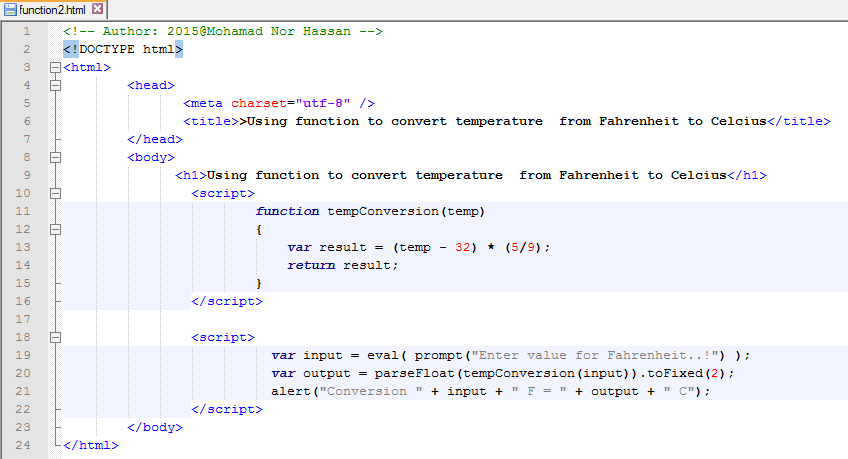 function2.html
1 <!-- Author: 2015@Mohamad Nor Hassan -->
2 <!DOCTYPE html>
3 <html>
4 <head>
5 <meta charset="utf-8" />
6 <title>>Using function to convert temperature  from Fahrenheit to Celcius</title>
7 </head>
8 <body>
9 <h1>Using function to convert temperature  from Fahrenheit to Celcius</h1>
10 <script>
11 function tempConversion(temp)
12 {
13 var result = (temp - 32) * (5/9);
14 return result;
15 }
16 </script>
17
18 <script>
19 var input = eval( prompt("Enter value for Fahrenheit..!") );
20 var output = parseFloat(tempConversion(input)).toFixed(2);
21 alert("Conversion " + input + " F = " + output + " C");
22 </script>
23 </body>
24 </html>